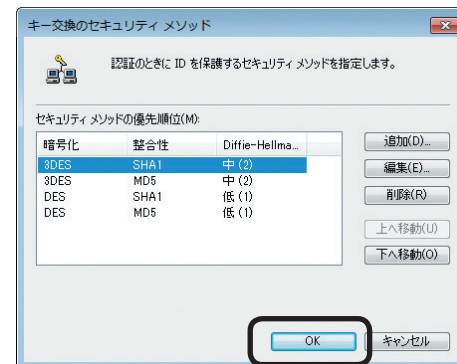 キー交換のセキュリティ メソッド
認証のときに ID を保護するセキュリティ メソッドを指定します。
セキュリティ メソッドの優先順位(M):
暗号化 整合性 Diffie-Hellma...
3DES SHA1 中 (2)
3DES MD5 中 (2)
DES SHA1 低 (1)
DES MD5 低 (1)
追加(D)...
編集(E)...
削除(R)
上へ移動(U)
下へ移動(O)
OK キャンセル